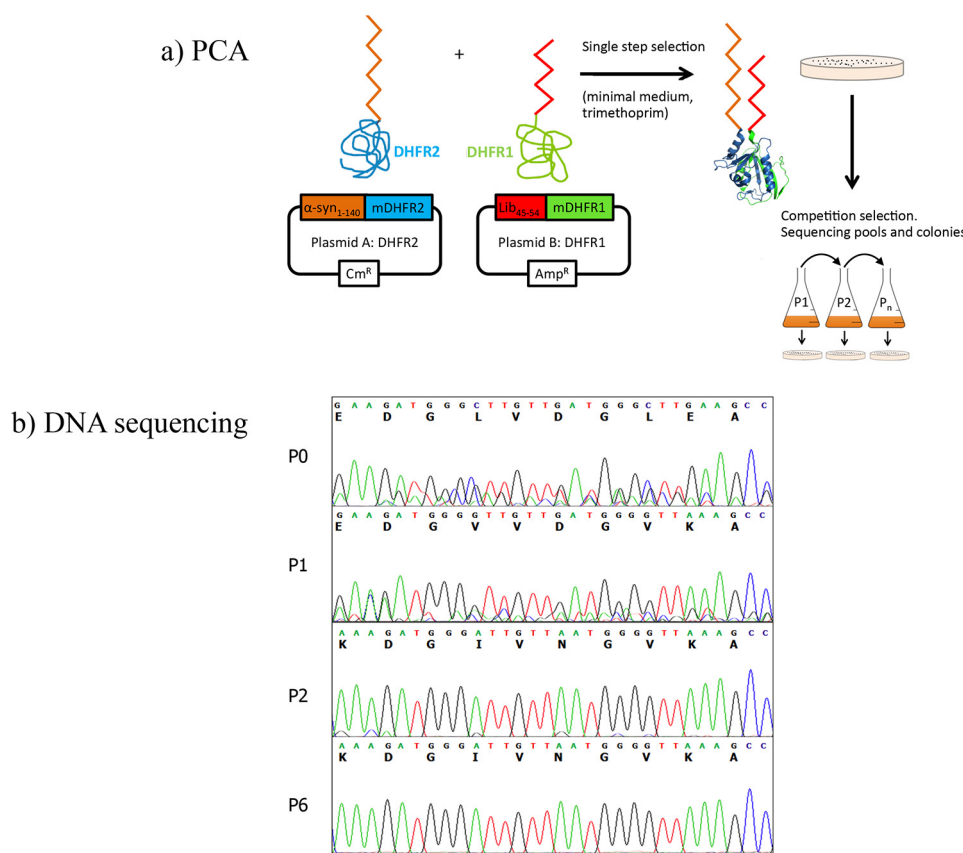 a) PCA
+
Single step selection
(minimal medium,
trimethoprim)
DHFR2
DHFR1
α-syn1-140 mDHFR2
Lib45-54 mDHFR1
Plasmid A: DHFR2
Plasmid B: DHFR1
CmR
AmpR
Competition selection.
Sequencing pools and colonies
P1 P2 Pn
b) DNA sequencing
P0
G A A G A T G G G C T T G T T G A T G G G C T T G A A G C C
E D G L V D G L E A
P1
G A A G A T G G G G T T G T T G A T G G G G T T A A A G C C
E D G V V D G V K A
P2
A A A G A T G G G A T T G T T A A T G G G G T T A A A G C C
K D G I V N G V K A
P6
A A A G A T G G G A T T G T T A A T G G G G T T A A A G C C
K D G I V N G V K A